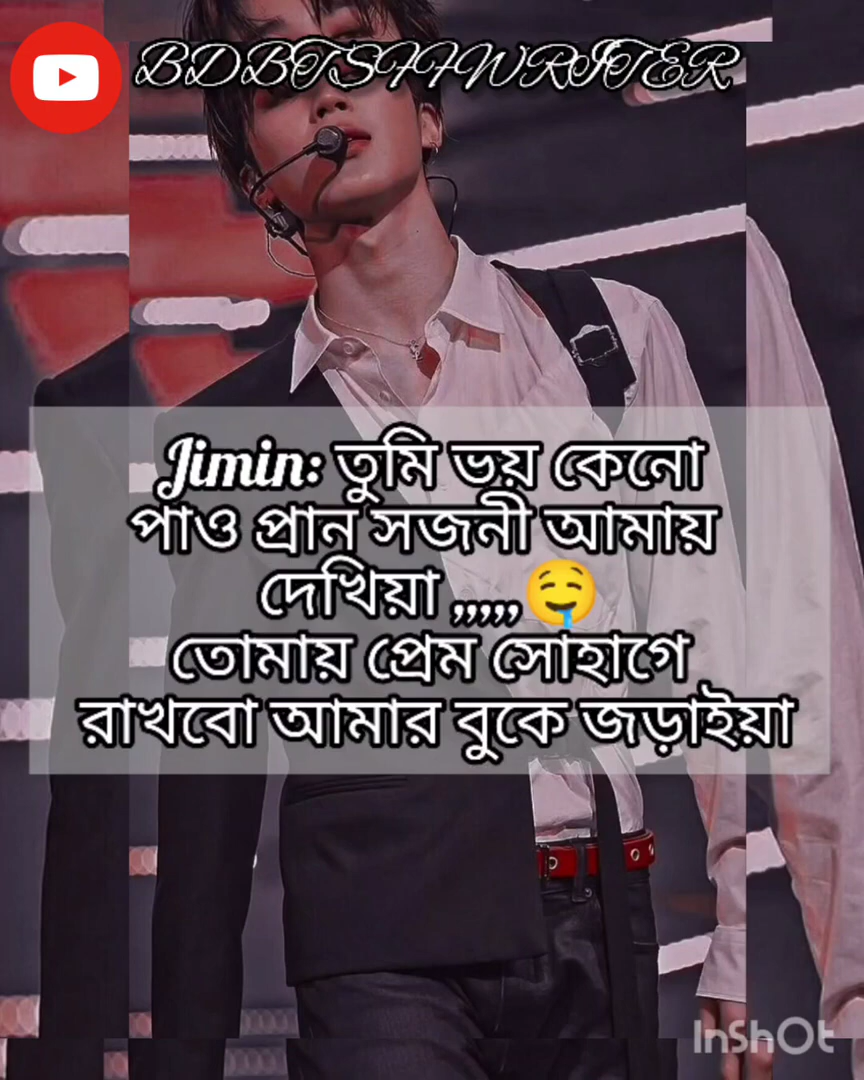 BDBTSFFWRITER
Jimin: তুমি ভয় কেনো
পাও প্রান সজনী আমায়
দেখিয়া ,,,,,🤤
তোমায় প্রেম সোহাগে
রাখবো আমার বুকে জড়াইয়া
InShOt